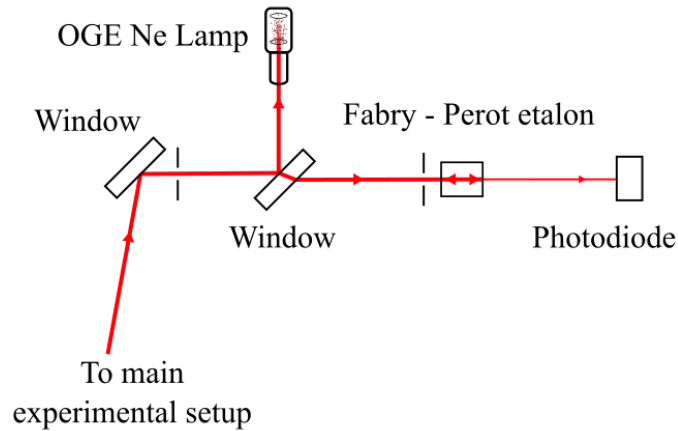 OGE Ne Lamp
Window
Fabry - Perot etalon
Window
Photodiode
To main
experimental setup